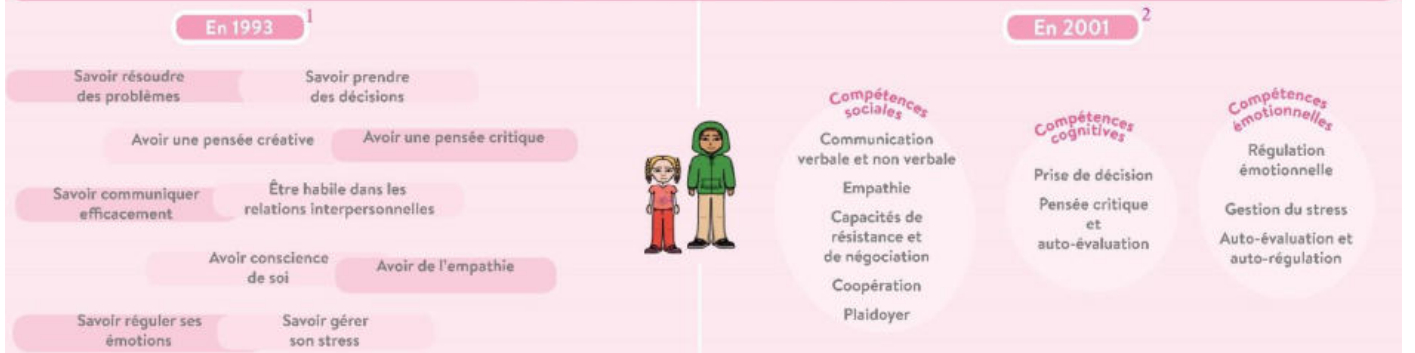 En 1993 1
Savoir résoudre
des problèmes
Savoir prendre
des décisions
Avoir une pensée créative
Avoir une pensée critique
Savoir communiquer
efficacement
Être habile dans les
relations interpersonnelles
Avoir conscience
de soi
Avoir de l'empathie
Savoir réguler ses
émotions
Savoir gérer
son stress
En 2001 2
Compétences
sociales
Communication
verbale et non verbale
Empathie
Capacités de
résistance et
de négociation
Coopération
Plaidoyer
Compétences
cognitives
Prise de décision
Pensée critique
et
auto-évaluation
Compétences
émotionnelles
Régulation
émotionnelle
Gestion du stress
Auto-évaluation et
auto-régulation